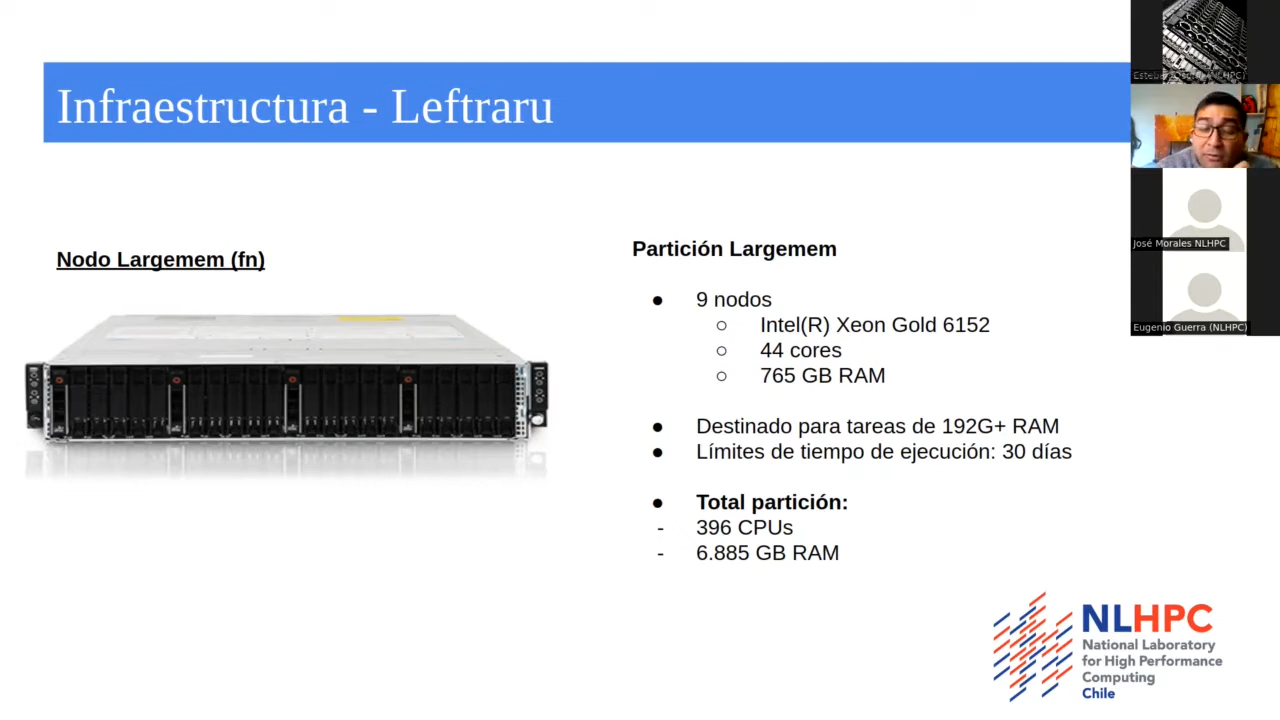 Infraestructura - Leftraru
Nodo Largemem (fn)
Partición Largemem
● 9 nodos
○ Intel(R) Xeon Gold 6152
○ 44 cores
○ 765 GB RAM
● Destinado para tareas de 192G+ RAM
● Límites de tiempo de ejecución: 30 días
● Total partición:
- 396 CPUs
- 6.885 GB RAM
José Morales NLHPC
Eugenio Guerra (NLHPC)
NLHPC
National Laboratory
for High Performance
Computing
Chile